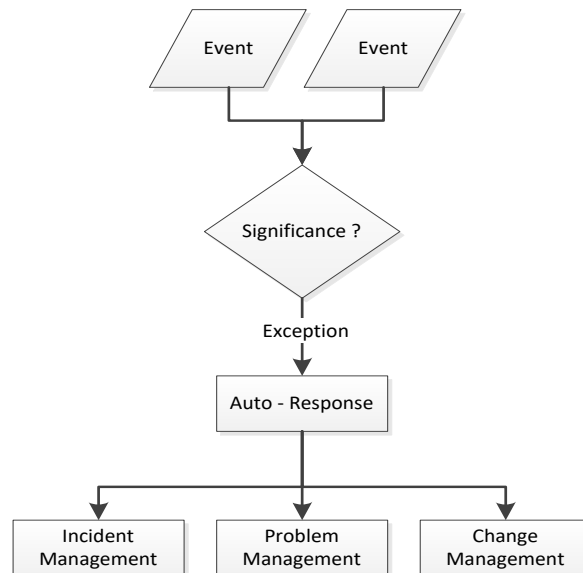 Event
Event
Significance ?
Exception
Auto - Response
Incident
Management
Problem
Management
Change
Management